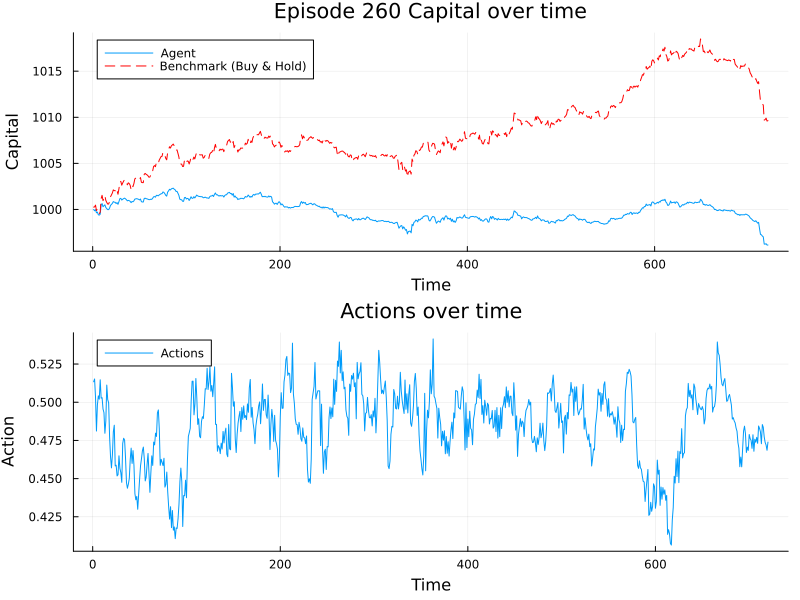 Episode 260 Capital over time
Agent
Benchmark (Buy & Hold)
1015
1010
1005
1000
Capital
0
200
400
600
Time
Actions over time
Actions
0.525
0.500
0.475
0.450
0.425
Action
0
200
400
600
Time